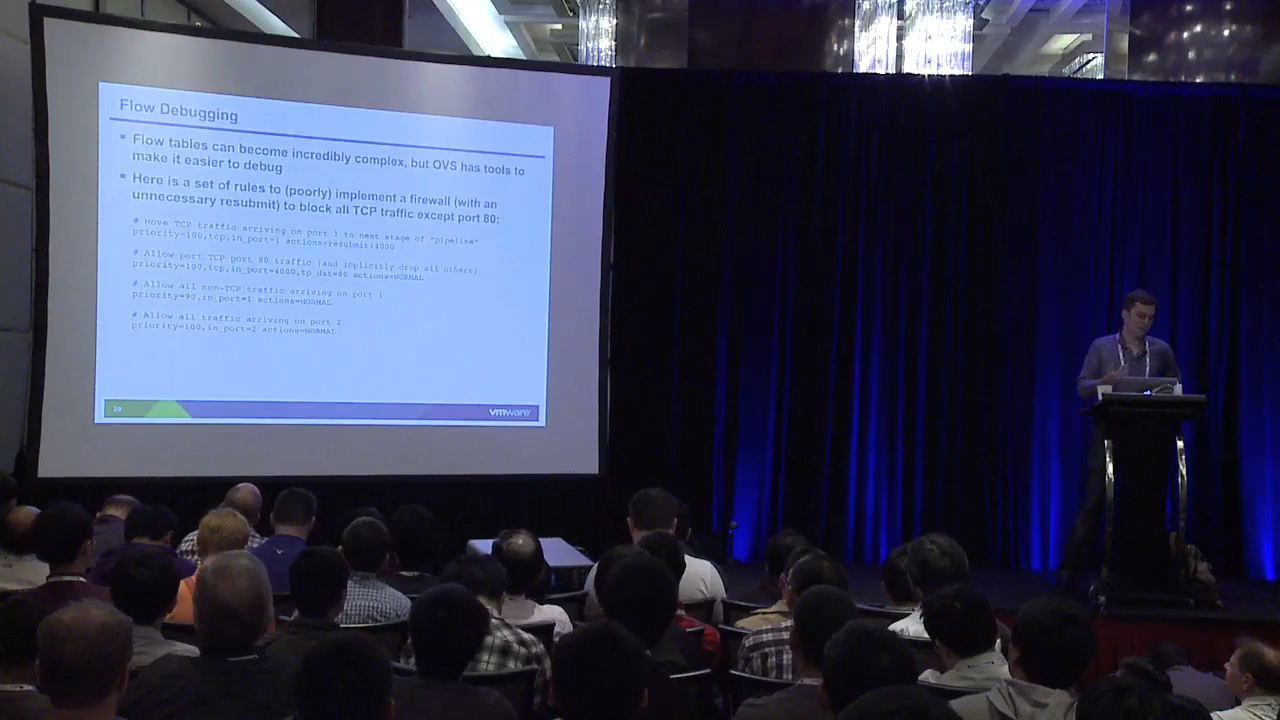 Flow Debugging
▪ Flow tables can become incredibly complex, but OVS has tools to
make it easier to debug
▪ Here is a set of rules to (poorly) implement a firewall (with an
unnecessary resubmit) to block all TCP traffic except port 80:
# Move TCP traffic arriving on port 1 to next stage of "pipeline"
priority=100,tcp,in_port=1 actions=resubmit:4000
# Allow port TCP port 80 traffic (and implicitly drop all others)
priority=100,tcp,in_port=4000,tp_dst=80 actions=NORMAL
# Allow all non-TCP traffic arriving on port 1
priority=90,in_port=1 actions=NORMAL
# Allow all traffic arriving on port 2
priority=100,in_port=2 actions=NORMAL
29
vmware